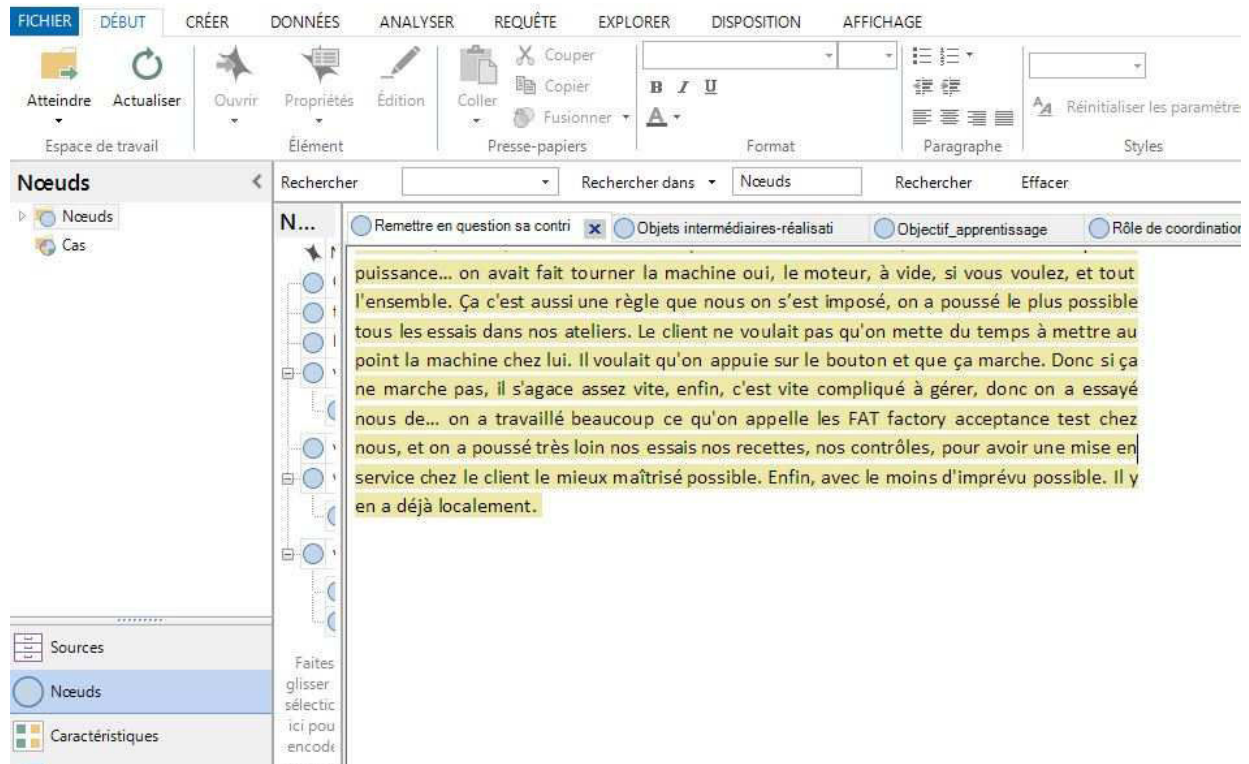 FICHIER DÉBUT CRÉER DONNÉES ANALYSER REQUÊTE EXPLORER DISPOSITION AFFICHAGE
Atteindre Actualiser Ouvrir Propriétés Édition Coller
Couper
Copier
Fusionner
B I U
A
Réinitialiser les paramètre
Espace de travail Élément Presse-papiers Format Paragraphe Styles
Nœuds
Rechercher Rechercher dans Nœuds Rechercher Effacer
Nœuds
Cas
N...
Remettre en question sa contri Objets intermédiaires-réalisati Objectif_apprentissage Rôle de coordination
puissance... on avait fait tourner la machine oui, le moteur, à vide, si vous voulez, et tout
l'ensemble. Ça c'est aussi une règle que nous on s'est imposé, on a poussé le plus possible
tous les essais dans nos ateliers. Le client ne voulait pas qu'on mette du temps à mettre au
point la machine chez lui. Il voulait qu'on appuie sur le bouton et que ça marche. Donc si ça
ne marche pas, il s'agace assez vite, enfin, c'est vite compliqué à gérer, donc on a essayé
nous de... on a travaillé beaucoup ce qu'on appelle les FAT factory acceptance test chez
nous, et on a poussé très loin nos essais nos recettes, nos contrôles, pour avoir une mise en
service chez le client le mieux maîtrisé possible. Enfin, avec le moins d'imprévu possible. Il y
en a déjà localement.
Faites
glisser
sélectic
ici pou
encode
Sources
Nœuds
Caractéristiques